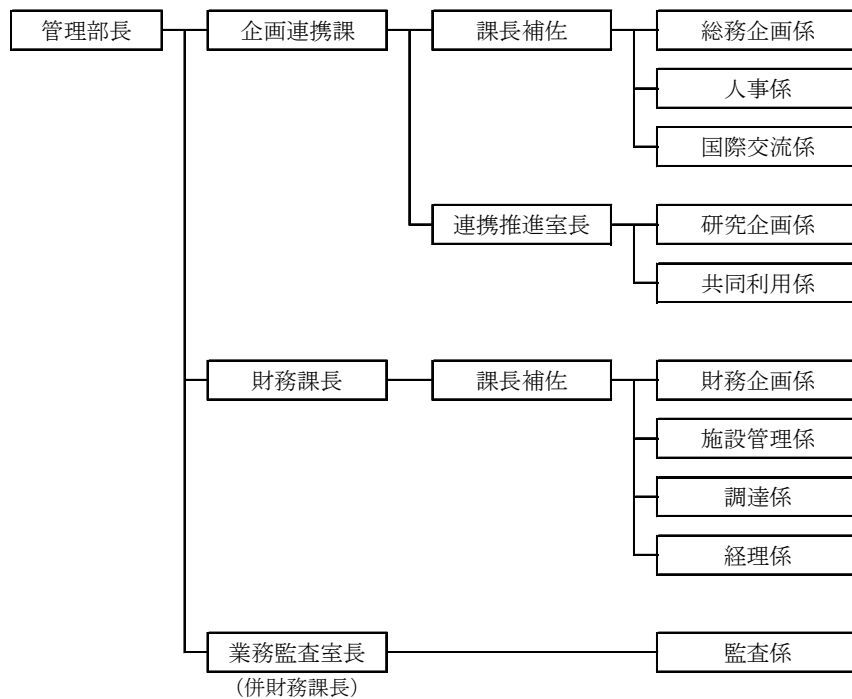 管理部長
企画連携課
課長補佐
総務企画係
人事係
国際交流係
連携推進室長
研究企画係
共同利用係
財務課長
課長補佐
財務企画係
施設管理係
調達係
経理係
業務監査室長
(併財務課長)
監査係